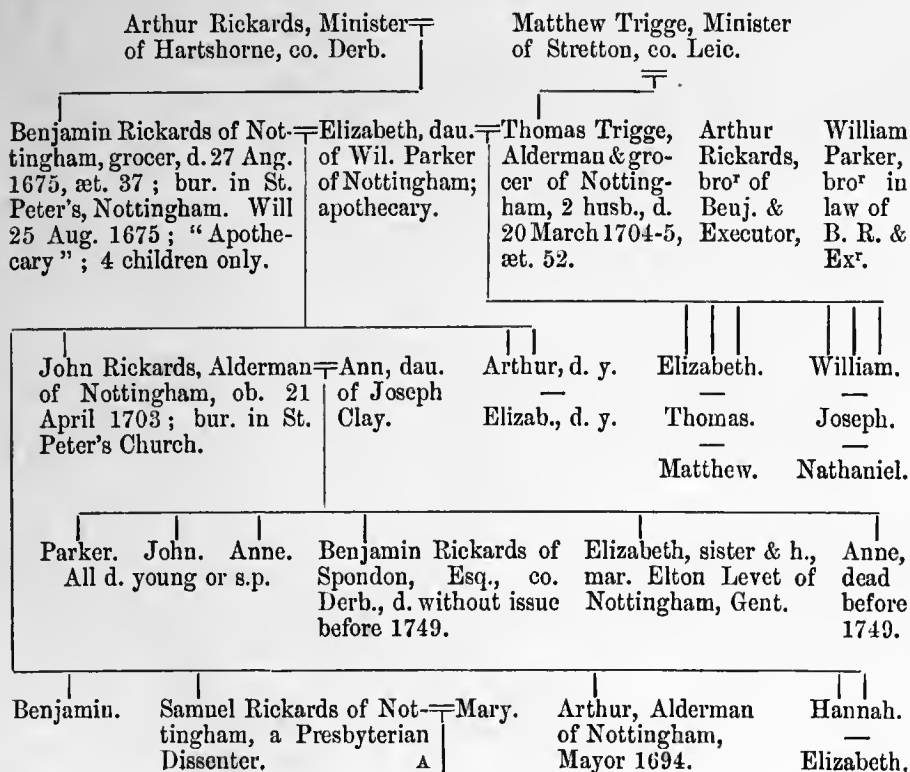 Arthur Rickards, Minister
of Hartshorne, co. Derb.
Matthew Trigge, Minister
of Stretton, co. Leic.
Benjamin Rickards of Not-
tingham, grocer, d. 27 Ang.
1675, æt. 37 ; bur. in St.
Peter's, Nottingham. Will
25 Aug. 1675 ; “Apothe-
cary” ; 4 children only.
Elizabeth, dau.
of Wil. Parker
of Nottingham;
apothecary.
Thomas Trigge,
Alderman & gro-
cer of Notting-
ham, 2 husb., d.
20 March 1704-5,
æt. 52.
Arthur
Rickards,
broʳ of
Beuj. &
Executor,
William
Parker,
broʳ in
law of
B. R. &
Exʳ.
John Rickards, Alderman
of Nottingham, ob. 21
April 1703 ; bur. in St.
Peter's Church.
Ann, dau.
of Joseph
Clay.
Arthur, d. y.
—
Elizab., d. y.
Elizabeth.
—
Thomas.
—
Matthew.
William.
—
Joseph.
—
Nathaniel.
Parker. John. Anne.
All d. young or s.p.
Benjamin Rickards of
Spondon, Esq., co.
Derb., d. without issue
before 1749.
Elizabeth, sister & h.,
mar. Elton Levet of
Nottingham, Gent.
Anne,
dead
before
1749.
Benjamin.
Samuel Rickards of Not-
tingham, a Presbyterian
Dissenter.
Mary.
A
Arthur, Alderman
of Nottingham,
Mayor 1694.
Hannah.
—
Elizabeth.